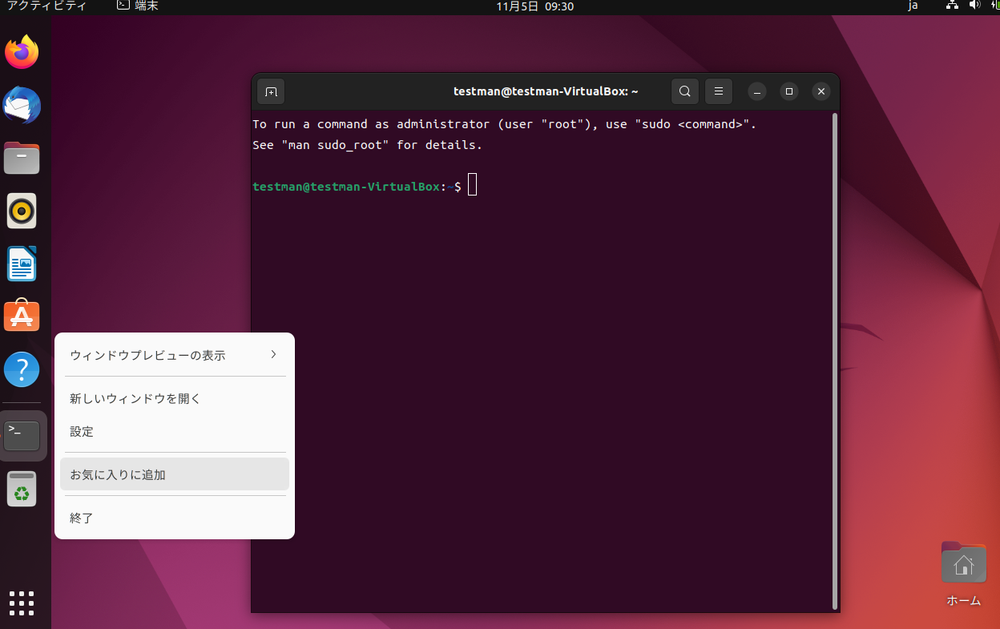 アクティビティ
端末
11月5日 09:30
ja
testman@testman-VirtualBox: ~
To run a command as administrator (user "root"), use "sudo <command>".
See "man sudo_root" for details.
testman@testman-VirtualBox:~$
ウィンドウプレビューの表示
新しいウィンドウを開く
設定
お気に入りに追加
終了
ホーム